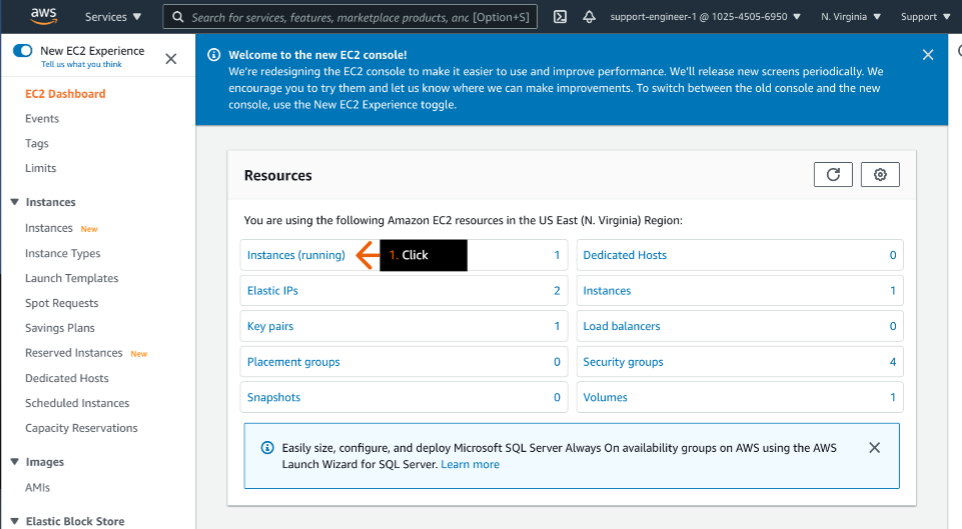 aws
Services
Search for services, features, marketplace products, and [Option+S]
support-engineer-1 @ 1025-4505-6950
N. Virginia
Support
New EC2 Experience
Tell us what you think
EC2 Dashboard
Events
Tags
Limits
Instances
Instances New
Instance Types
Launch Templates
Spot Requests
Savings Plans
Reserved Instances New
Dedicated Hosts
Scheduled Instances
Capacity Reservations
Images
AMIs
Elastic Block Store
Welcome to the new EC2 console!
We're redesigning the EC2 console to make it easier to use and improve performance. We'll release new screens periodically. We
encourage you to try them and let us know where we can make improvements. To switch between the old console and the new
console, use the New EC2 Experience toggle.
Resources
You are using the following Amazon EC2 resources in the US East (N. Virginia) Region:
Instances (running) 1. Click 1
Dedicated Hosts 0
Elastic IPs 2
Instances 1
Key pairs 1
Load balancers 0
Placement groups 0
Security groups 4
Snapshots 0
Volumes 1
Easily size, configure, and deploy Microsoft SQL Server Always On availability groups on AWS using the AWS
Launch Wizard for SQL Server. Learn more